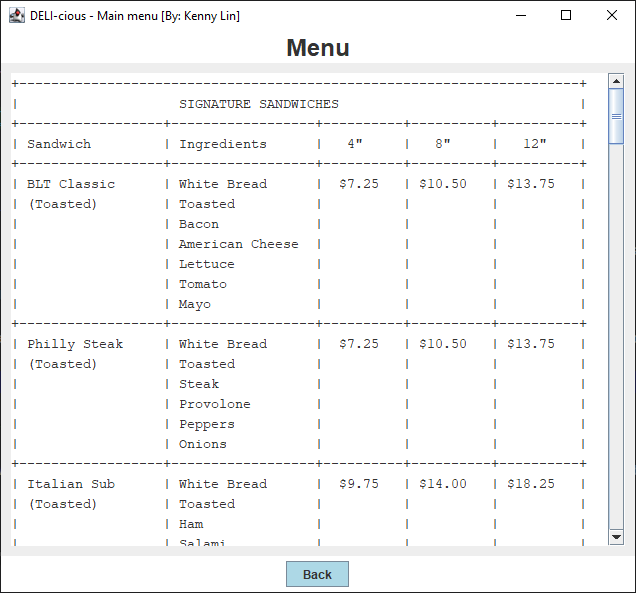 DELI-cious - Main menu [By: Kenny Lin]
Menu
+----------------------------------------------------------------------+
| SIGNATURE SANDWICHES |
+------------------+------------------+----------+----------+----------+
| Sandwich | Ingredients | 4" | 8" | 12" |
+------------------+------------------+----------+----------+----------+
| BLT Classic | White Bread | $7.25 | $10.50 | $13.75 |
| (Toasted) | Toasted | | | |
| | Bacon | | | |
| | American Cheese | | | |
| | Lettuce | | | |
| | Tomato | | | |
| | Mayo | | | |
+------------------+------------------+----------+----------+----------+
| Philly Steak | White Bread | $7.25 | $10.50 | $13.75 |
| (Toasted) | Toasted | | | |
| | Steak | | | |
| | Provolone | | | |
| | Peppers | | | |
| | Onions | | | |
+------------------+------------------+----------+----------+----------+
| Italian Sub | White Bread | $9.75 | $14.00 | $18.25 |
| (Toasted) | Toasted | | | |
| | Ham | | | |
| | Salami | | | |
Back